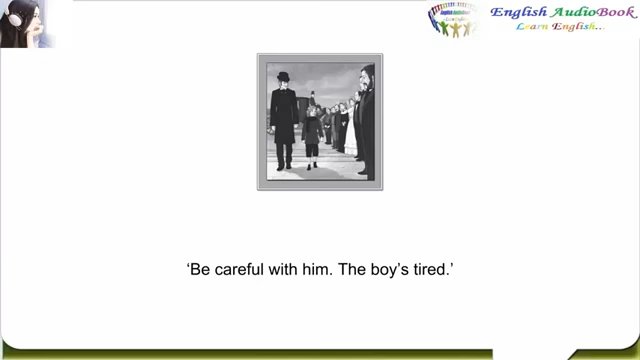 English AudioBook
Learn English...
‘Be careful with him. The boy’s tired.’